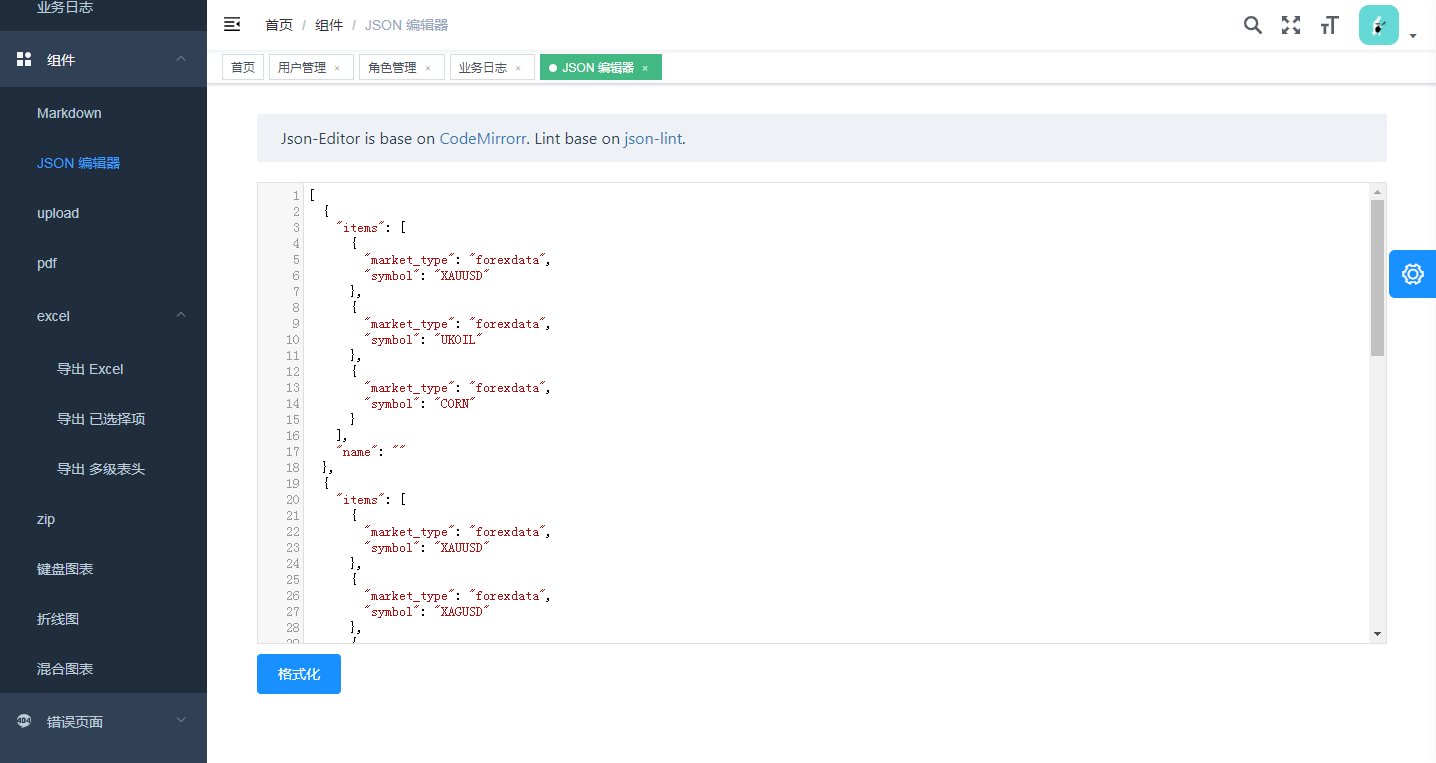 业务日志
组件
Markdown
JSON 编辑器
upload
pdf
excel
导出 Excel
导出 已选择项
导出 多级表头
zip
键盘图表
折线图
混合图表
404 错误页面
首页 / 组件 / JSON 编辑器
首页 用户管理 × 角色管理 × 业务日志 × JSON 编辑器 ×
Json-Editor is base on CodeMirrorr. Lint base on json-lint.
1 [
2 {
3 "items": [
4 {
5 "market_type": "forexdata",
6 "symbol": "XAUUSD"
7 },
8 {
9 "market_type": "forexdata",
10 "symbol": "UKOIL"
11 },
12 {
13 "market_type": "forexdata",
14 "symbol": "CORN"
15 }
16 ],
17 "name": ""
18 },
19 {
20 "items": [
21 {
22 "market_type": "forexdata",
23 "symbol": "XAUUSD"
24 },
25 {
26 "market_type": "forexdata",
27 "symbol": "XAGUSD"
28 },
29 {
格式化